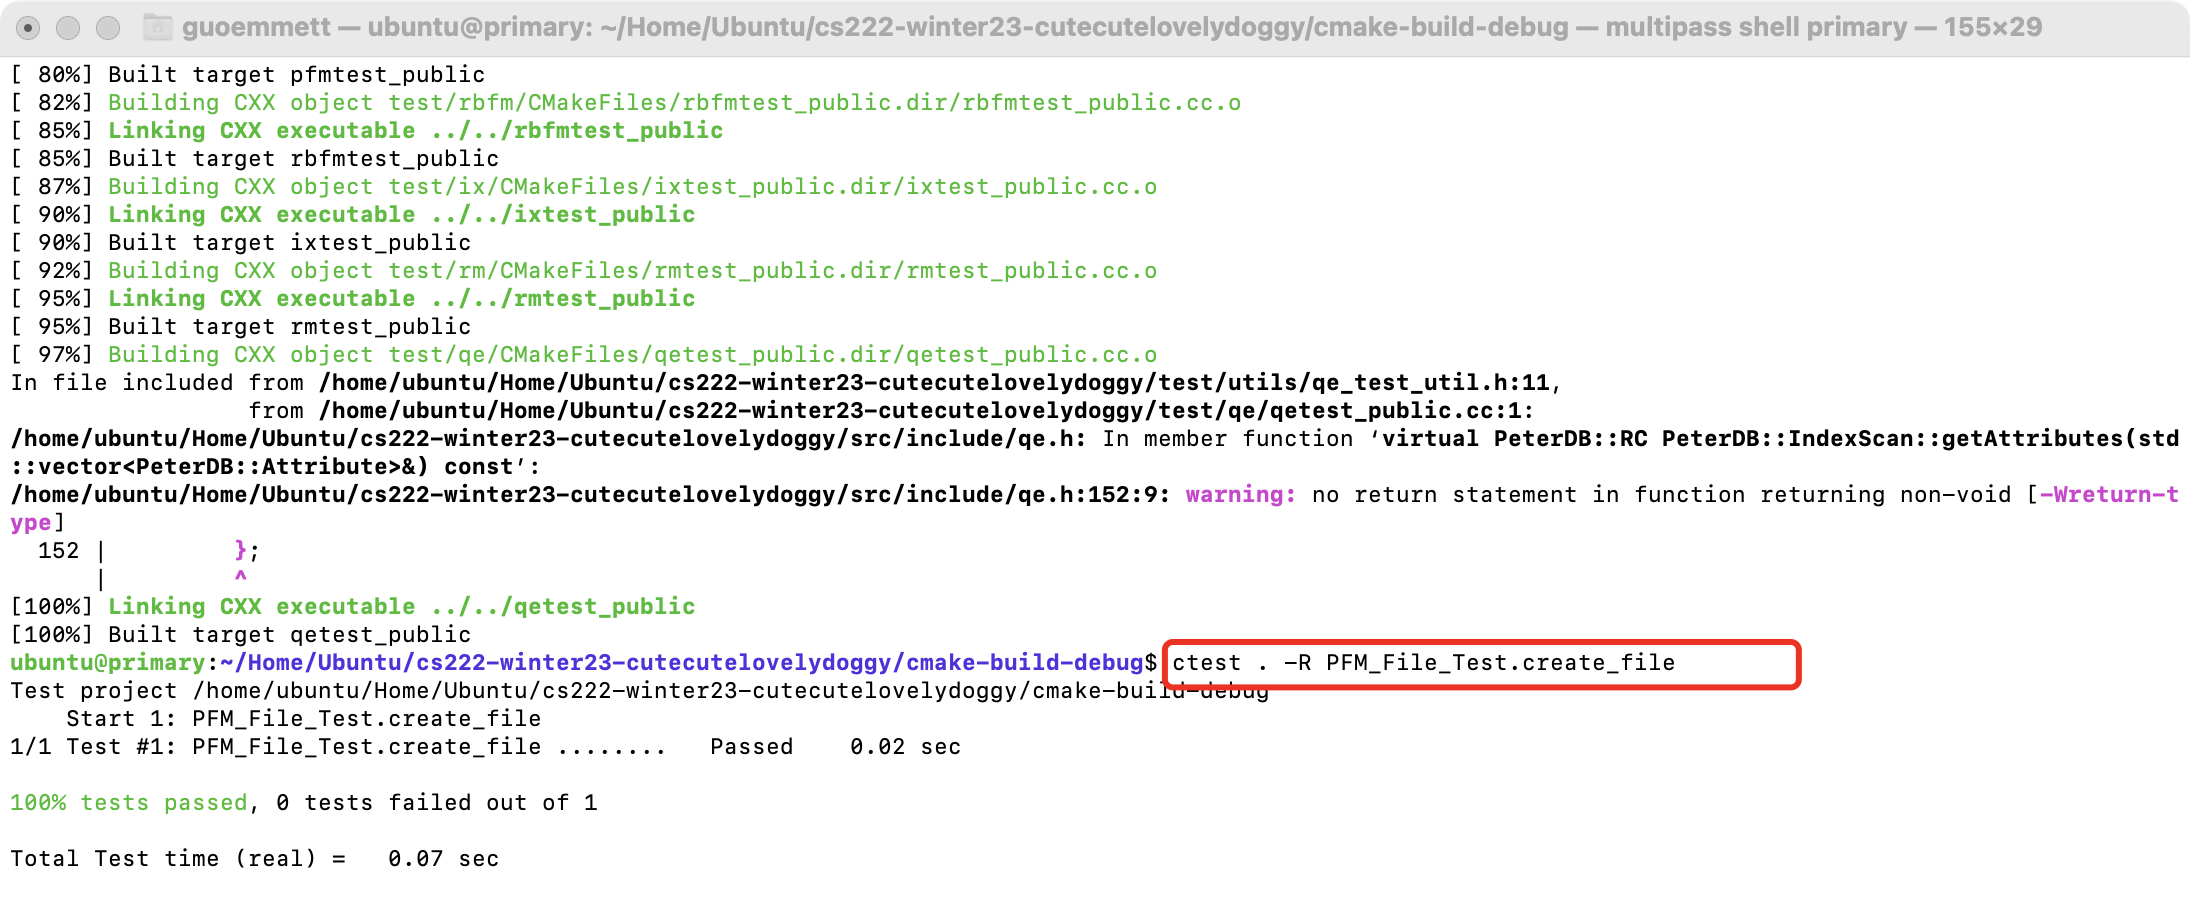 guoemmett — ubuntu@primary: ~/Home/Ubuntu/cs222-winter23-cutecutelovelydoggy/cmake-build-debug — multipass shell primary — 155×29
[ 80%] Built target pfmtest_public
[ 82%] Building CXX object test/rbfm/CMakeFiles/rbfmtest_public.dir/rbfmtest_public.cc.o
[ 85%] Linking CXX executable ../../rbfmtest_public
[ 85%] Built target rbfmtest_public
[ 87%] Building CXX object test/ix/CMakeFiles/ixtest_public.dir/ixtest_public.cc.o
[ 90%] Linking CXX executable ../../ixtest_public
[ 90%] Built target ixtest_public
[ 92%] Building CXX object test/rm/CMakeFiles/rmtest_public.dir/rmtest_public.cc.o
[ 95%] Linking CXX executable ../../rmtest_public
[ 95%] Built target rmtest_public
[ 97%] Building CXX object test/qe/CMakeFiles/qetest_public.dir/qetest_public.cc.o
In file included from /home/ubuntu/Home/Ubuntu/cs222-winter23-cutecutelovelydoggy/test/utils/qe_test_util.h:11,
                 from /home/ubuntu/Home/Ubuntu/cs222-winter23-cutecutelovelydoggy/test/qe/qetest_public.cc:1:
/home/ubuntu/Home/Ubuntu/cs222-winter23-cutecutelovelydoggy/src/include/qe.h: In member function ‘virtual PeterDB::RC PeterDB::IndexScan::getAttributes(std
::vector<PeterDB::Attribute>&) const’:
/home/ubuntu/Home/Ubuntu/cs222-winter23-cutecutelovelydoggy/src/include/qe.h:152:9: warning: no return statement in function returning non-void [-Wreturn-t
ype]
  152 |         };
      |         ^
[100%] Linking CXX executable ../../qetest_public
[100%] Built target qetest_public
ubuntu@primary:~/Home/Ubuntu/cs222-winter23-cutecutelovelydoggy/cmake-build-debug$ ctest . -R PFM_File_Test.create_file
Test project /home/ubuntu/Home/Ubuntu/cs222-winter23-cutecutelovelydoggy/cmake-build-debug
    Start 1: PFM_File_Test.create_file
1/1 Test #1: PFM_File_Test.create_file ........   Passed    0.02 sec
100% tests passed, 0 tests failed out of 1
Total Test time (real) =   0.07 sec